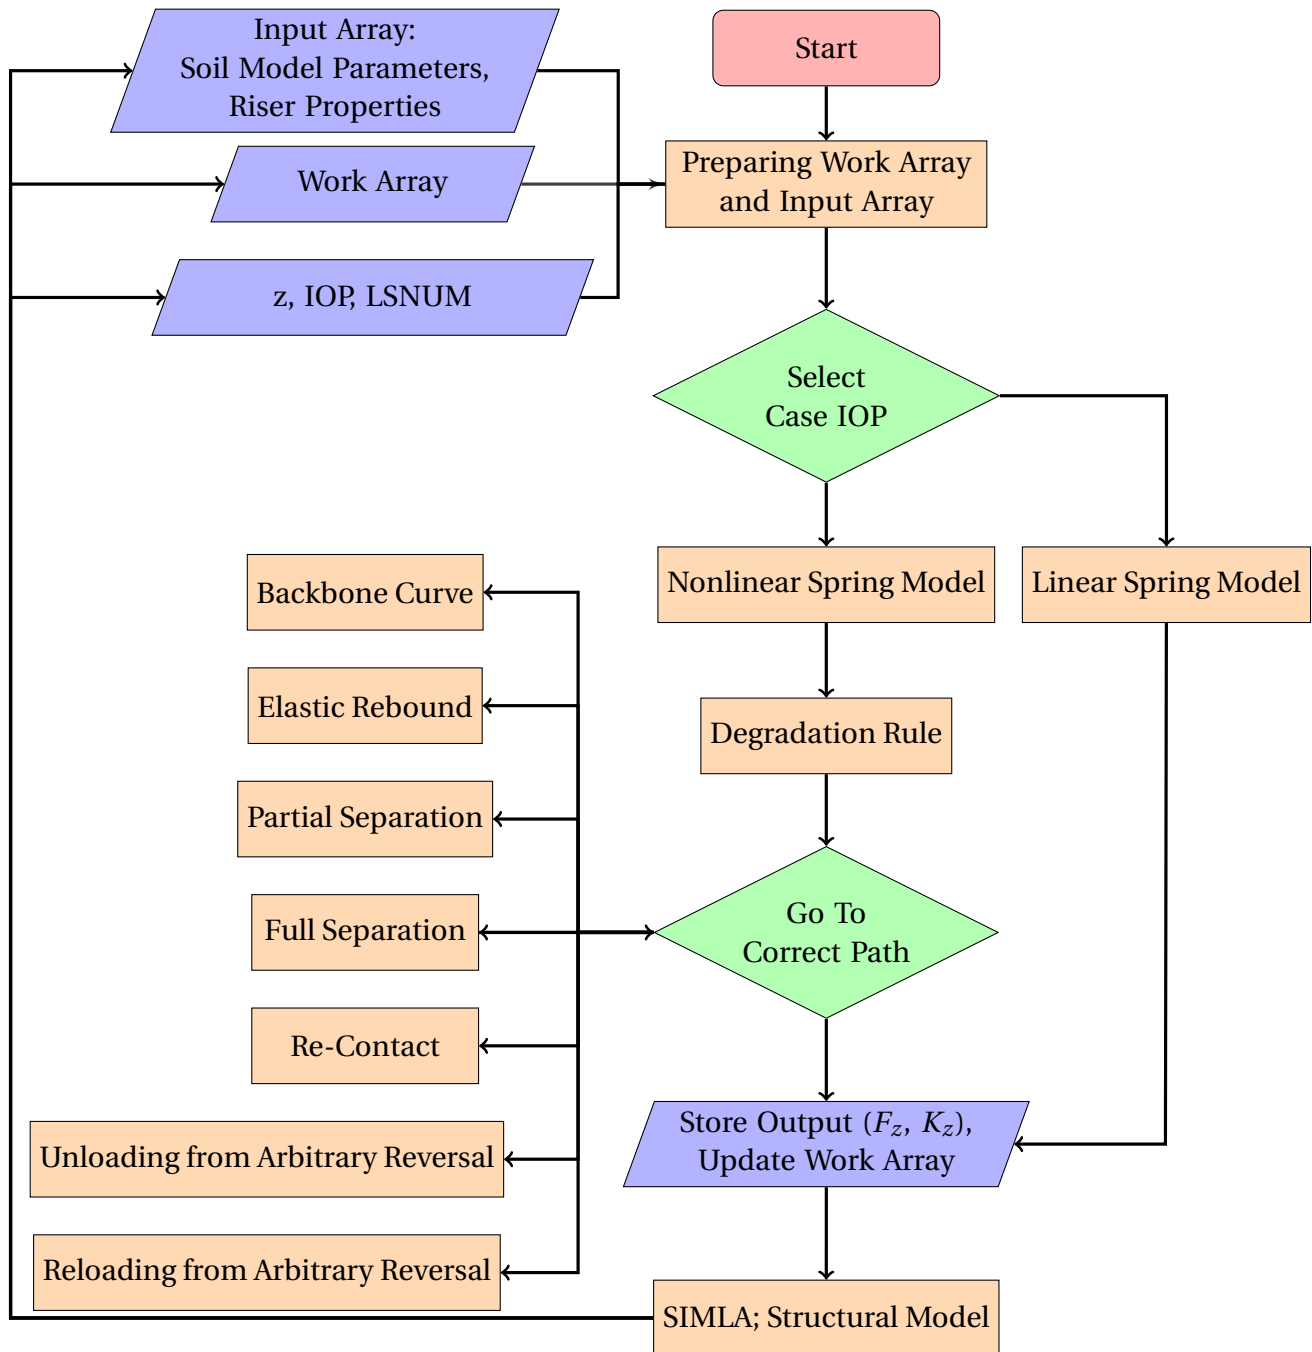 Input Array:
Soil Model Parameters,
Riser Properties
Start
Work Array
Preparing Work Array
and Input Array
z, IOP, LSNUM
Select
Case IOP
Nonlinear Spring Model
Linear Spring Model
Backbone Curve
Elastic Rebound
Degradation Rule
Partial Separation
Full Separation
Go To
Correct Path
Re-Contact
Unloading from Arbitrary Reversal
Store Output (F_z, K_z),
Update Work Array
Reloading from Arbitrary Reversal
SIMLA; Structural Model